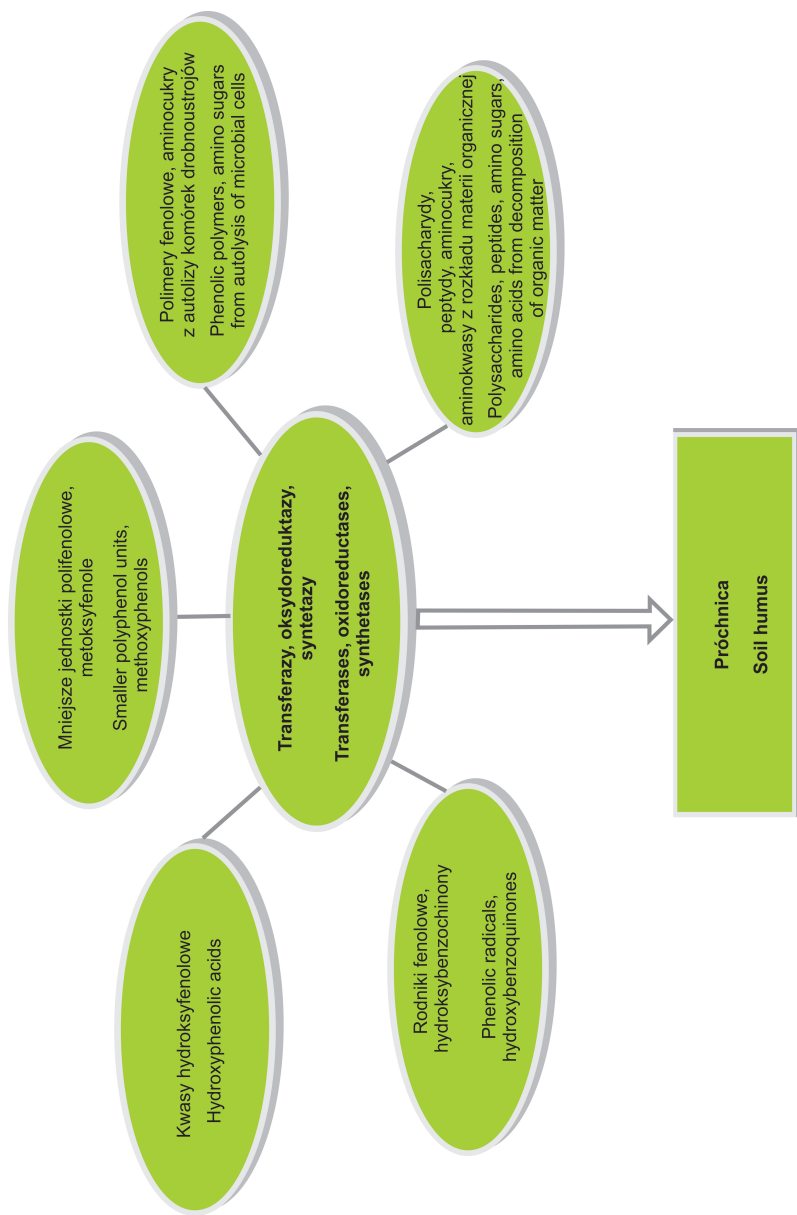 Kwasy hydroksyfenolowe
Hydroxyphenolic acids
Mniejsze jednostki polifenolowe,
metoksyfenole
Smaller polyphenol units,
methoxyphenols
Polimery fenolowe, aminocukry
z autolizy komórek drobnoustrojów
Phenolic polymers, amino sugars
from autolysis of microbial cells
Transferazy, oksydoreduktazy,
syntetazy
Transferases, oxidoreductases,
synthetases
Rodniki fenolowe,
hydroksybenzochinony
Phenolic radicals,
hydroxybenzoquinones
Polisacharydy,
peptydy, aminocukry,
aminokwasy z rozkładu materii organicznej
Polysaccharides, peptides, amino sugars,
amino acids from decomposition
of organic matter
Próchnica
Soil humus